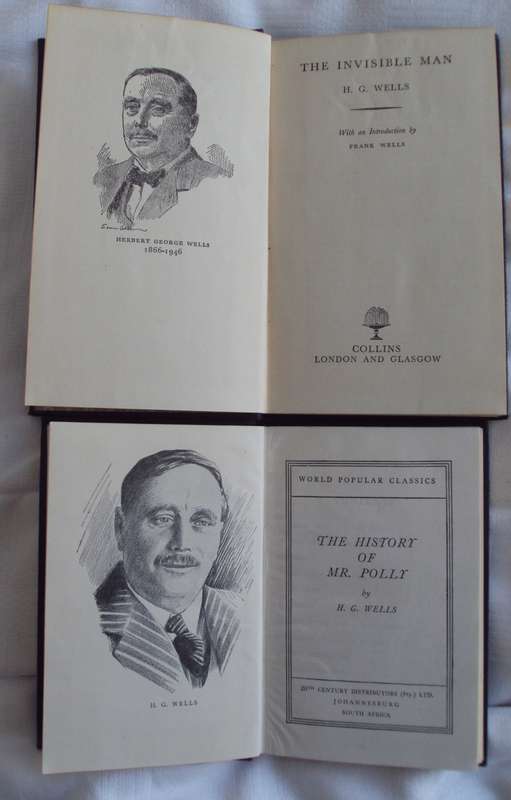 HERBERT GEORGE WELLS
1866-1946
THE INVISIBLE MAN
H. G. WELLS
With an Introduction by
FRANK WELLS
COLLINS
LONDON AND GLASGOW
H. G. WELLS
WORLD POPULAR CLASSICS
THE HISTORY
OF
MR. POLLY
by
H. G. WELLS
20TH CENTURY DISTRIBUTORS (Pty.) LTD.
JOHANNESBURG
SOUTH AFRICA